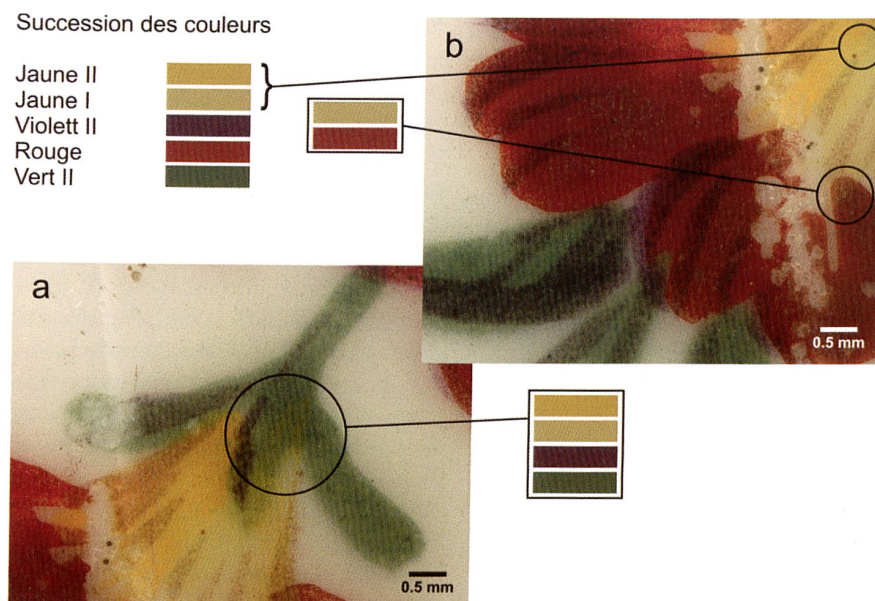 Succession des couleurs
Jaune II
Jaune I
Violett II
Rouge
Vert II
b
0.5 mm
a
0.5 mm